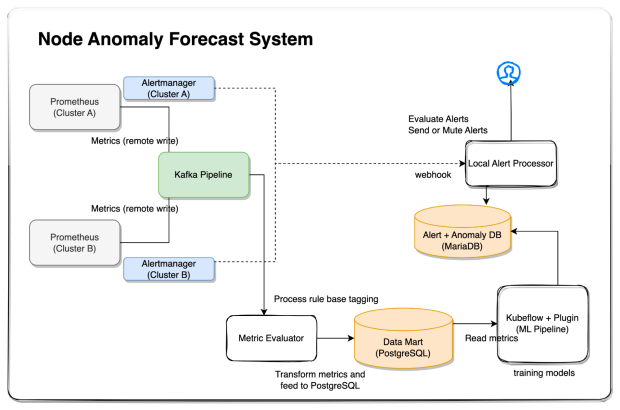 Node Anomaly Forecast System
Alertmanager
(Cluster A)
Prometheus
(Cluster A)
Metrics (remote write)
Kafka Pipeline
Metrics (remote write)
Prometheus
(Cluster B)
Alertmanager
(Cluster B)
Evaluate Alerts
Send or Mute Alerts
Local Alert Processor
webhook
Alert + Anomaly DB
(MariaDB)
Process rule base tagging
Metric Evaluator
Transform metrics and
feed to PostgreSQL
Data Mart
(PostgreSQL)
Read metrics
Kubeflow + Plugin
(ML Pipeline)
training models